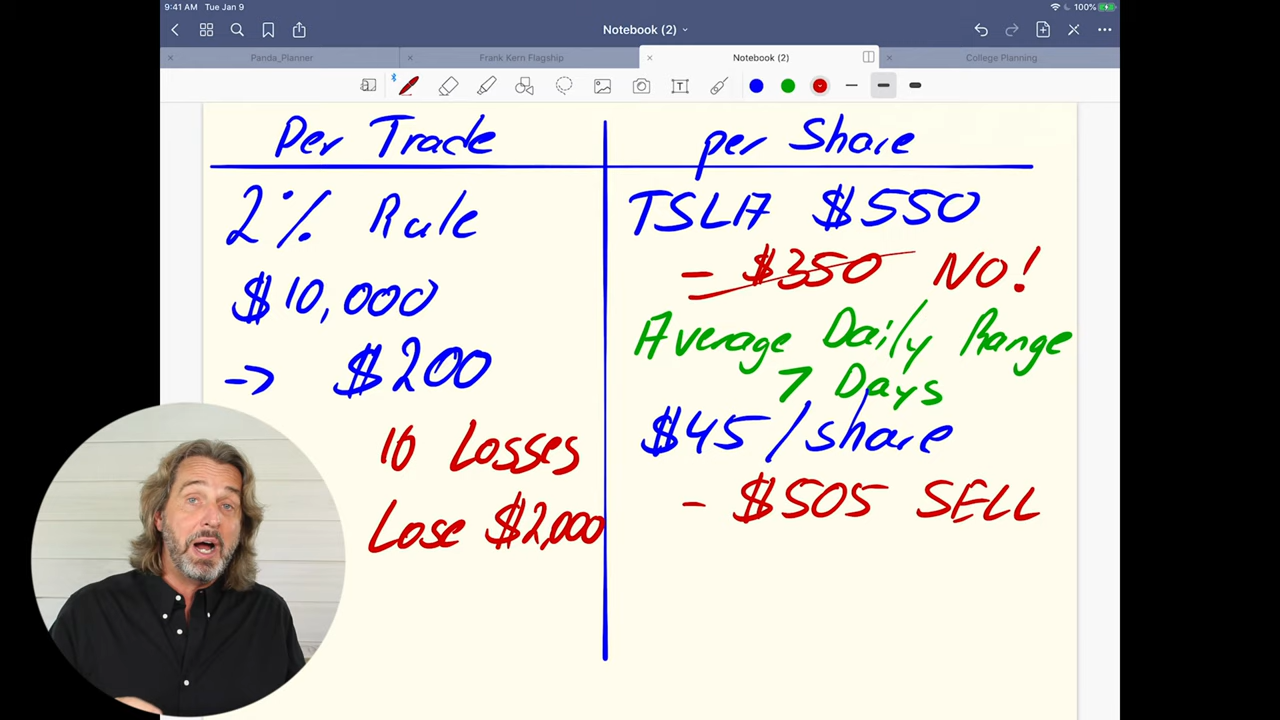 9:41 AM Tue Jan 9
100%
Notebook (2)
Panda_Planner
Frank Kern Flagship
Notebook (2)
College Planning
Per Trade
2% Rule
$10,000
-> $200
10 Losses
Lose $2,000
per Share
TSLA $550
- $350 NO!
Average Daily Range
7 Days
$45/share
- $505 SELL